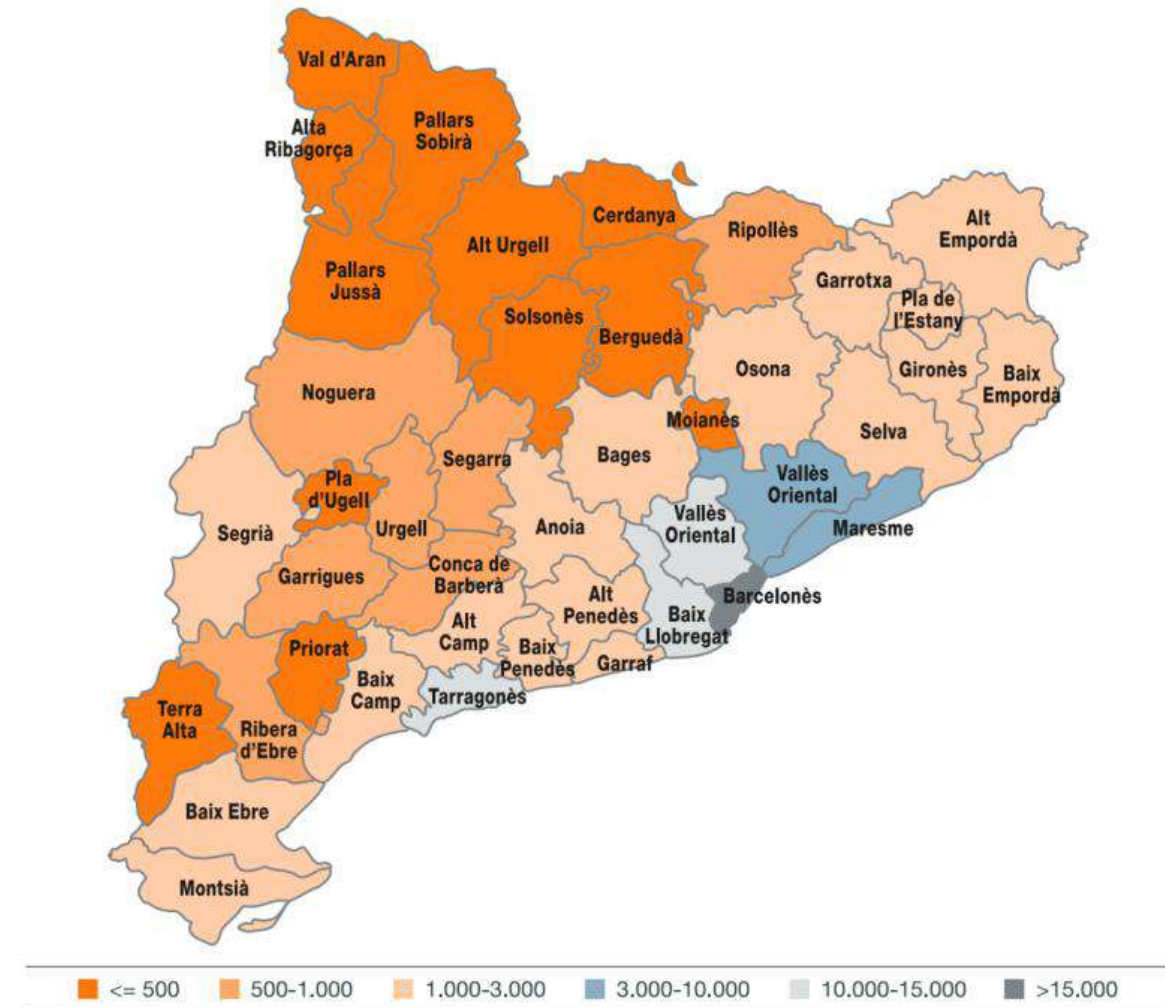 Val d'Aran
Pallars
Sobirà
Alta
Ribagorça
Cerdanya
Alt Urgell
Ripollès
Alt
Empordà
Pallars
Jussà
Garrotxa
Pla de
l'Estany
Solsonès
Berguedà
Osona
Gironès
Baix
Empordà
Noguera
Moianès
Selva
Segarra
Bages
Vallès
Oriental
Pla
d'Ugell
Segrià
Urgell
Anoia
Vallès
Oriental
Maresme
Garrigues
Conca de
Barberà
Alt
Penedès
Barcelonès
Alt
Camp
Baix
Llobregat
Priorat
Baix
Penedès
Garraf
Baix
Camp
Tarragonès
Terra
Alta
Ribera
d'Ebre
Baix Ebre
Montsià
<= 500 500-1.000 1.000-3.000 3.000-10.000 10.000-15.000 >15.000